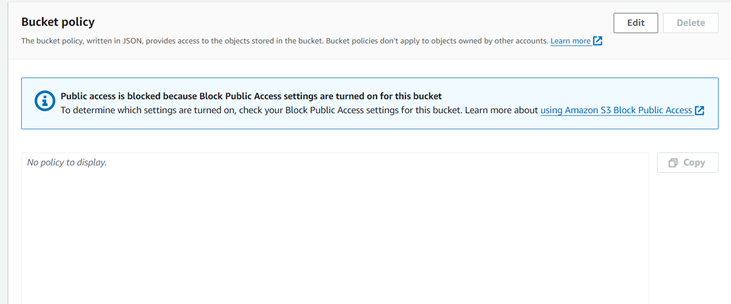 Bucket policy
Edit
Delete
The bucket policy, written in JSON, provides access to the objects stored in the bucket. Bucket policies don't apply to objects owned by other accounts. Learn more
Public access is blocked because Block Public Access settings are turned on for this bucket
To determine which settings are turned on, check your Block Public Access settings for this bucket. Learn more about using Amazon S3 Block Public Access
No policy to display.
Copy